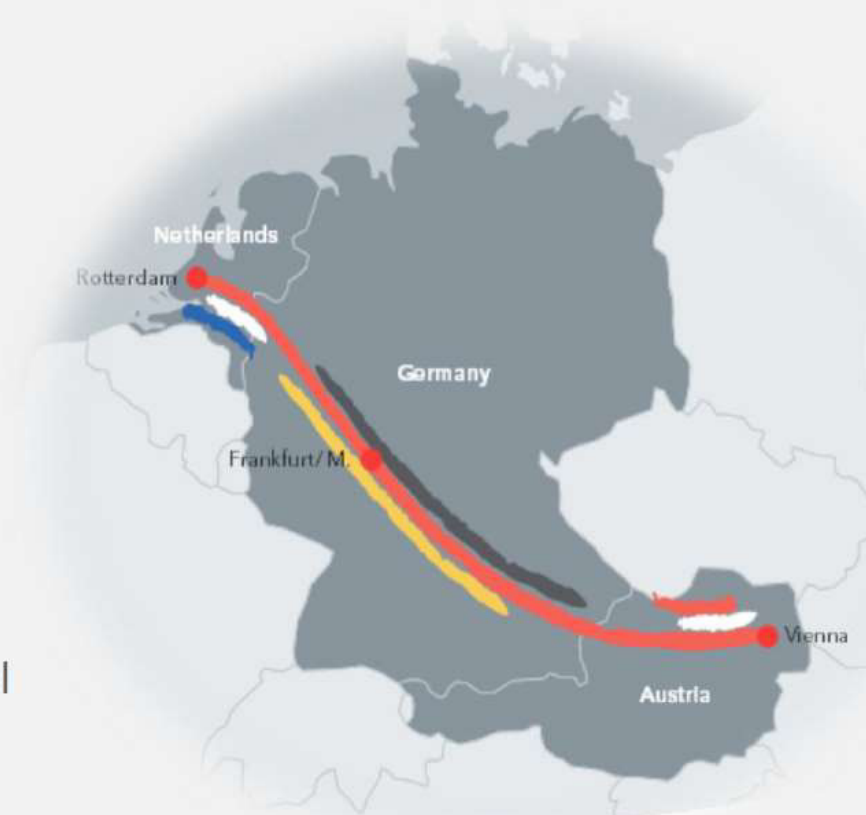 Netherlands
Rotterdam
Germany
Frankfurt/M.
Vienna
Austria